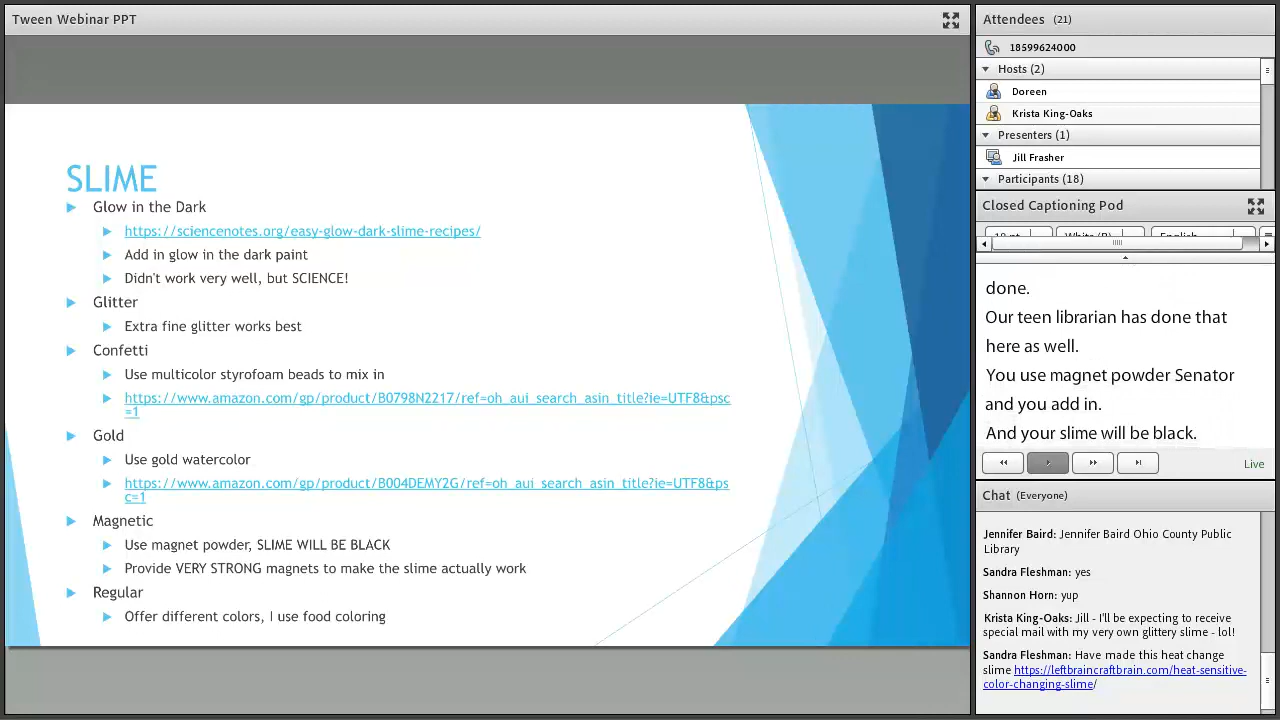 Tween Webinar PPT
SLIME
Glow in the Dark
https://sciencenotes.org/easy-glow-dark-slime-recipes/
Add in glow in the dark paint
Didn't work very well, but SCIENCE!
Glitter
Extra fine glitter works best
Confetti
Use multicolor styrofoam beads to mix in
https://www.amazon.com/gp/product/B0798N2217/ref=oh_aui_search_asin_title?ie=UTF8&psc
=1
Gold
Use gold watercolor
https://www.amazon.com/gp/product/B004DEMY2G/ref=oh_aui_search_asin_title?ie=UTF8&ps
c=1
Magnetic
Use magnet powder, SLIME WILL BE BLACK
Provide VERY STRONG magnets to make the slime actually work
Regular
Offer different colors, I use food coloring
Attendees (21)
18599624000
Hosts (2)
Doreen
Krista King-Oaks
Presenters (1)
Jill Frasher
Participants (18)
Closed Captioning Pod
English
done.
Our teen librarian has done that
here as well.
You use magnet powder Senator
and you add in.
And your slime will be black.
Live
Chat (Everyone)
Jennifer Baird: Jennifer Baird Ohio County Public
Library
Sandra Fleshman: yes
Shannon Horn: yup
Krista King-Oaks: Jill - I'll be expecting to receive
special mail with my very own glittery slime - lol!
Sandra Fleshman: Have made this heat change
slime https://leftbraincraftbrain.com/heat-sensitive-
color-changing-slime/